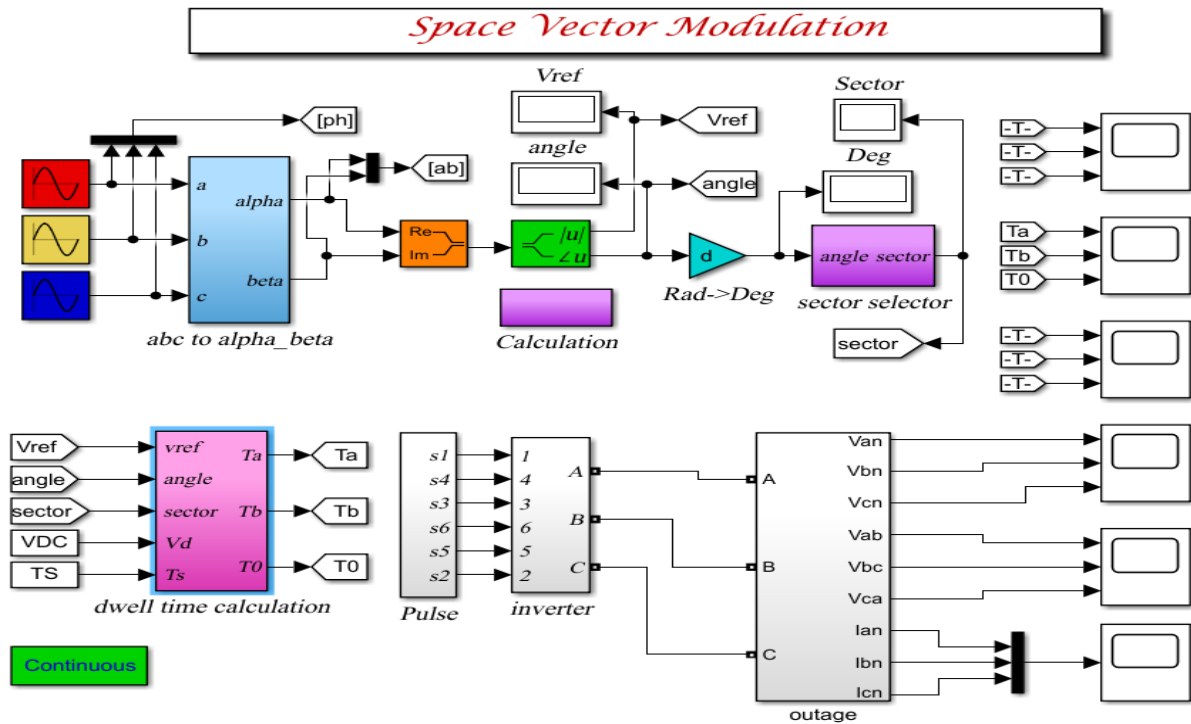 Space Vector Modulation
[ph]
Vref
Vref
Sector
angle
Deg
[ab]
angle
a
b
c
alpha
beta
abc to alpha_beta
Re
Im
|u|
∠u
d
Rad->Deg
angle sector
sector selector
Calculation
sector
-T-
-T-
-T-
Ta
Tb
T0
-T-
-T-
-T-
Vref
angle
sector
VDC
TS
vref
angle
sector
Vd
Ts
Ta
Tb
T0
Ta
Tb
T0
dwell time calculation
s1
s4
s3
s6
s5
s2
Pulse
1
4
3
6
5
2
A
B
C
inverter
A
B
C
Van
Vbn
Vcn
Vab
Vbc
Vca
Ian
Ibn
Icn
outage
Continuous